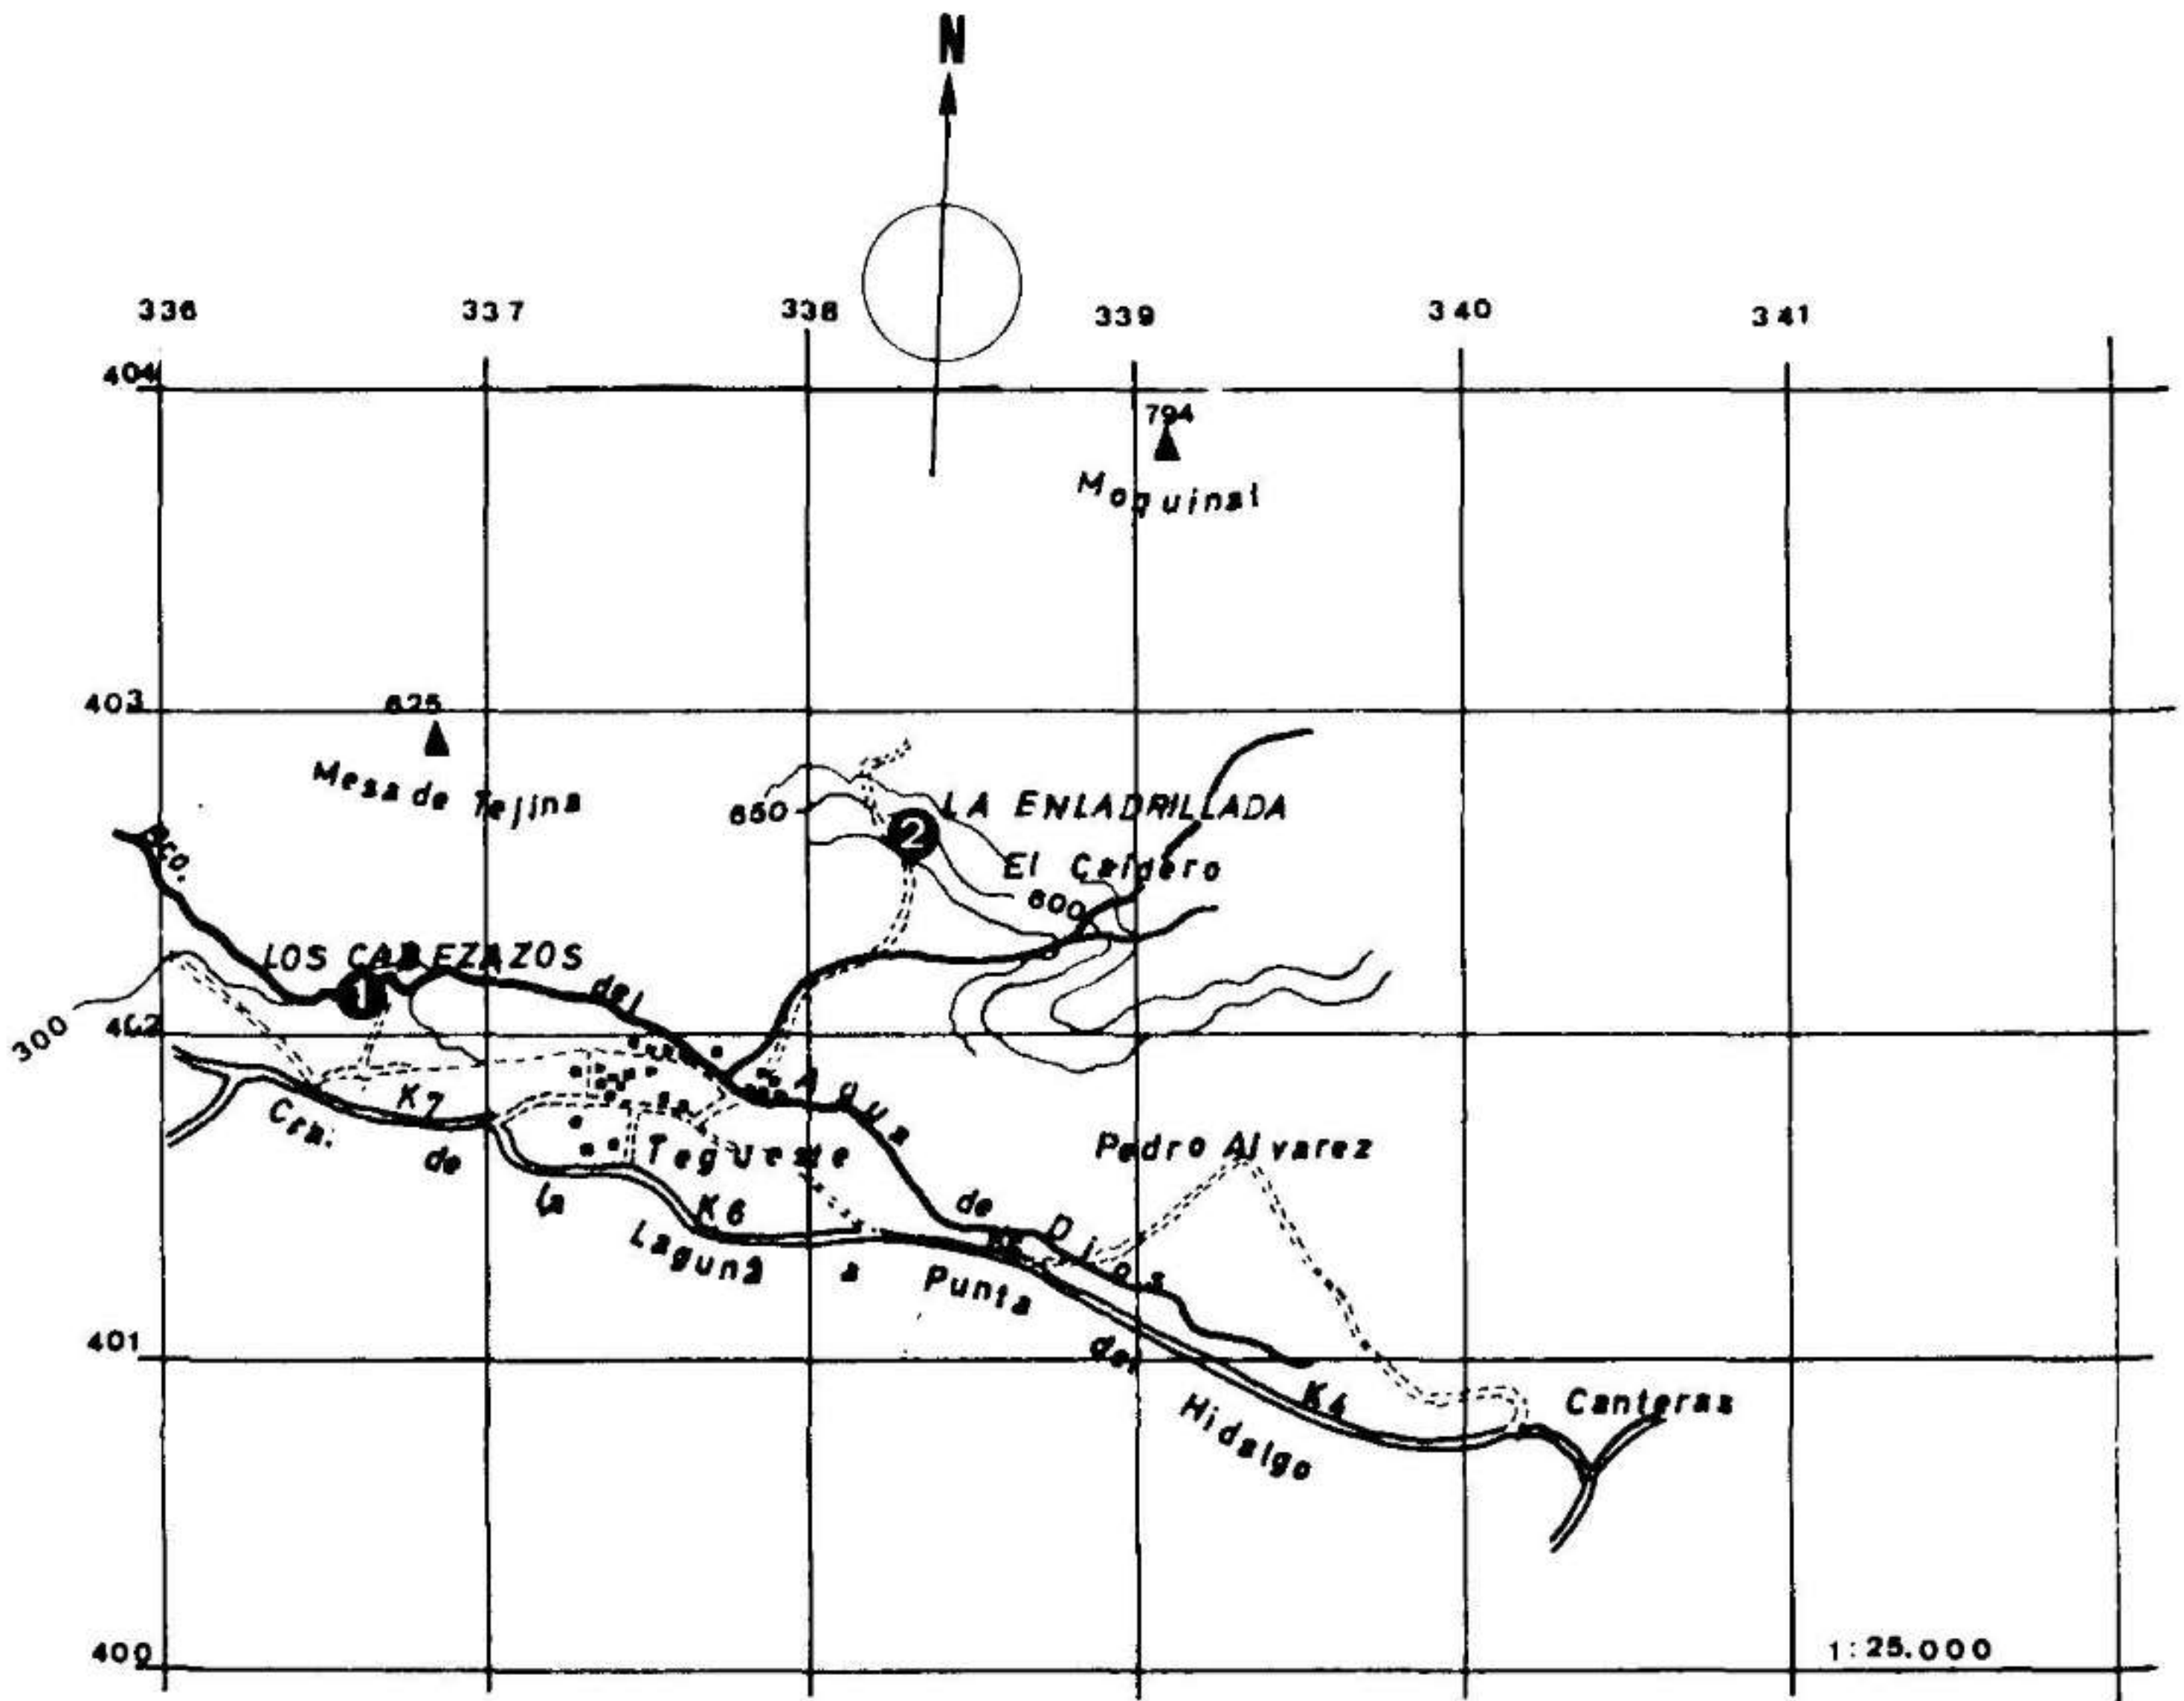 N
336 337 338 339 340 341
404
794
Moquinal
403
625
Mesa de Tejina
650
2
LA ENLADRILLADA
El Caldero
600
Bco. del Agua de Dios
LOS CABEZAZOS
1
300
402
K7
Tegueste
Pedro Alvarez
K6
Crta. de la Laguna a Punta del Hidalgo
401
K4
Canteras
400
1:25.000